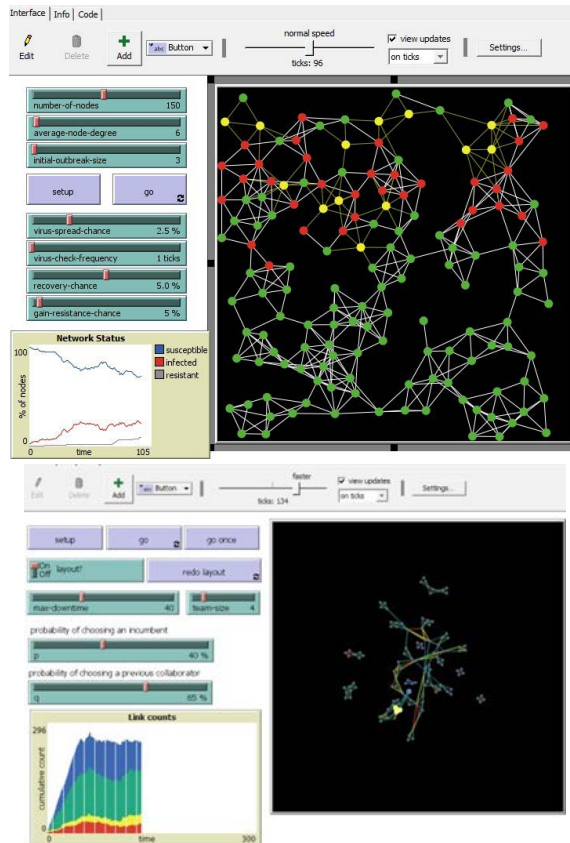 Interface Info Code
Edit Delete Add abc Button normal speed view updates Settings...
ticks: 96 on ticks
number-of-nodes 150
average-node-degree 6
initial-outbreak-size 3
setup go
virus-spread-chance 2.5 %
virus-check-frequency 1 ticks
recovery-chance 5.0 %
gain-resistance-chance 5 %
Network Status
100
% of nodes
0
0 time 105
susceptible
infected
resistant
Edit Delete Add abc Button faster view updates Settings...
ticks: 134 on ticks
setup go go once
On
Off layout? redo layout
max-downtime 40 team-size 4
probability of choosing an incumbent
p 40 %
probability of choosing a previous collaborator
q 65 %
Link counts
296
cumulative count
0
0 time 300